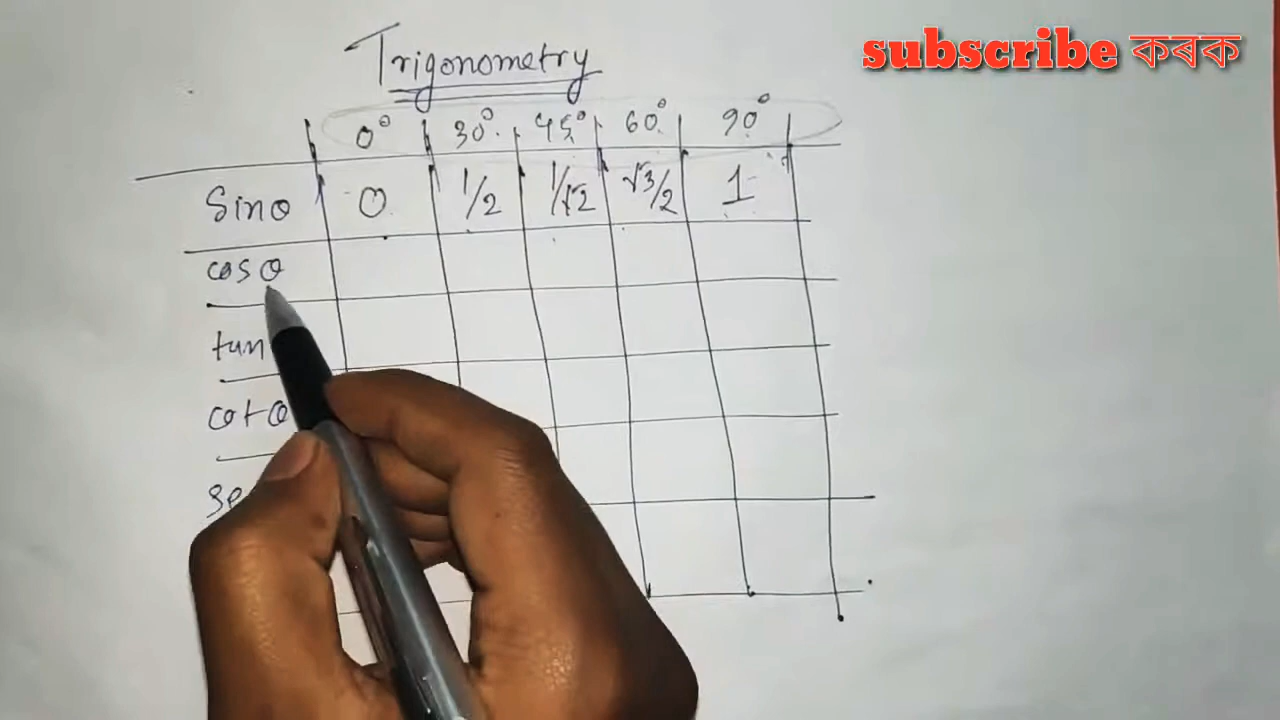 subscribe কৰক
Trigonometry
0° 30° 45° 60° 90°
Sinθ 0 1/2 1/√2 √3/2 1
cosθ
tan
cotθ